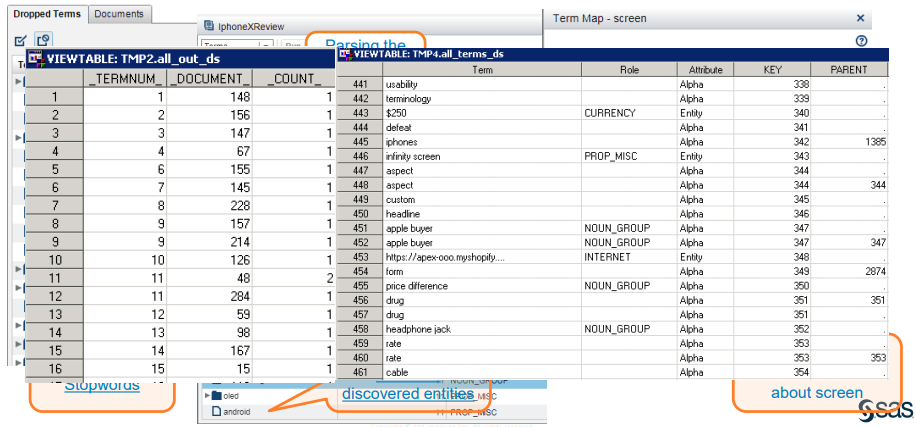 Dropped Terms Documents
IphoneXReview
Term Map - screen
Parsing the
VIEWTABLE: TMP2.all_out_ds
_TERMNUM_ _DOCUMENT_ _COUNT_
1 1 148 1
2 2 156 1
3 3 147 1
4 4 67 1
5 6 155 1
6 7 145 1
7 8 228 1
8 9 157 1
9 9 214 1
10 10 126 1
11 11 48 2
12 11 284 1
13 12 59 1
14 13 98 1
15 14 167 1
16 15 15 1
VIEWTABLE: TMP4.all_terms_ds
Term Role Attribute KEY PARENT
441 usability Alpha 338 .
442 terminology Alpha 339 .
443 $250 CURRENCY Entity 340 .
444 defeat Alpha 341 .
445 iphones Alpha 342 1385
446 infinity screen PROP_MISC Entity 343 .
447 aspect Alpha 344 .
448 aspect Alpha 344 344
449 custom Alpha 345 .
450 headline Alpha 346 .
451 apple buyer NOUN_GROUP Alpha 347 .
452 apple buyer NOUN_GROUP Alpha 347 347
453 https://apex-ooo.myshopify.... INTERNET Entity 348 .
454 form Alpha 349 2874
455 price difference NOUN_GROUP Alpha 350 .
456 drug Alpha 351 351
457 drug Alpha 351 .
458 headphone jack NOUN_GROUP Alpha 352 .
459 rate Alpha 353 .
460 rate Alpha 353 353
461 cable Alpha 354 .
Stopwords
NOUN_GROUP
oled PROP_MISC
discovered entities
android 11 PROP_MISC
about screen
sas